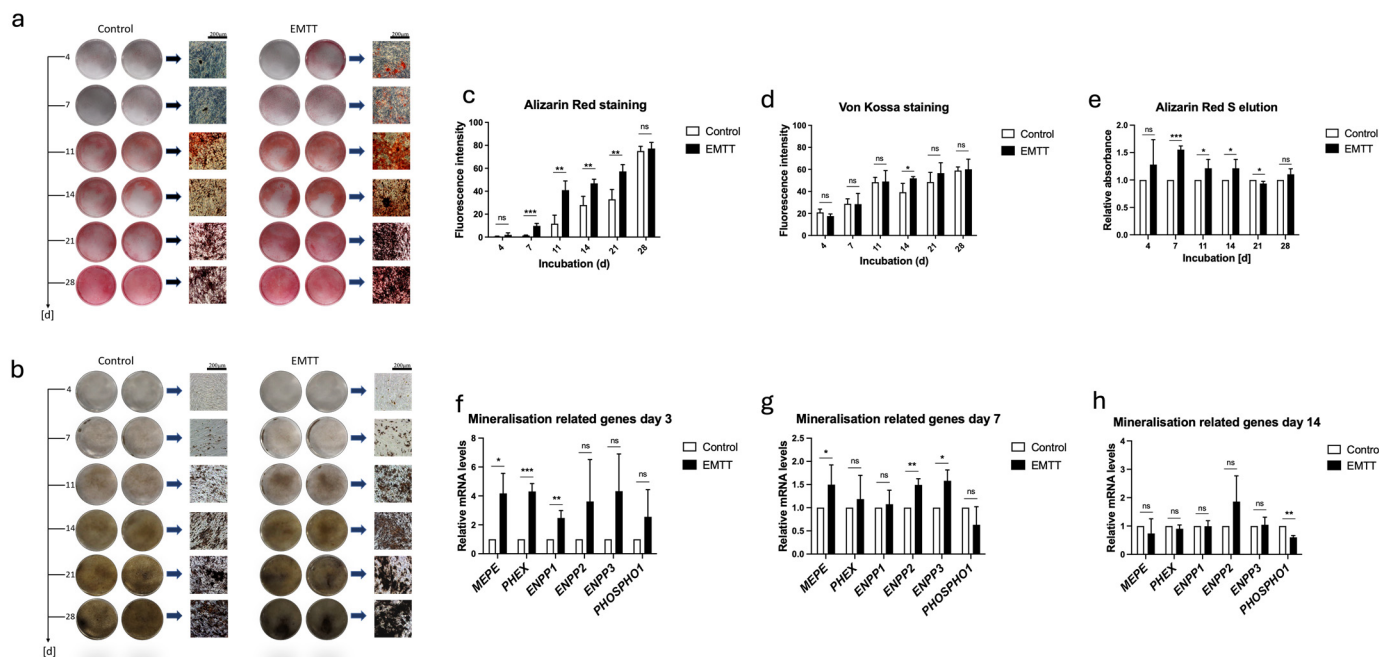 a
Control
EMTT
200μm
200μm
4
7
11
14
21
28
[d]
b
Control
EMTT
200μm
200μm
4
7
11
14
21
28
[d]
c
Alizarin Red staining
Fluorescence intensity
100
80
60
40
20
0
ns
***
**
**
**
ns
4
7
11
14
21
28
Incubation (d)
Control
EMTT
d
Von Kossa staining
Fluorescence intensity
100
80
60
40
20
0
ns
ns
ns
*
ns
ns
4
7
11
14
21
28
Incubation (d)
Control
EMTT
e
Alizarin Red S elution
Relative absorbance
2.0
1.5
1.0
0.5
0.0
ns
***
*
*
*
ns
4
7
11
14
21
28
Incubation [d]
Control
EMTT
f
Mineralisation related genes day 3
Relative mRNA levels
8
6
4
2
0
*
***
**
ns
ns
ns
MEPE
PHEX
ENPP1
ENPP2
ENPP3
PHOSPHO1
Control
EMTT
g
Mineralisation related genes day 7
Relative mRNA levels
2.5
2.0
1.5
1.0
0.5
0.0
*
ns
ns
**
*
ns
MEPE
PHEX
ENPP1
ENPP2
ENPP3
PHOSPHO1
Control
EMTT
h
Mineralisation related genes day 14
Relative mRNA levels
4
3
2
1
0
ns
ns
ns
ns
ns
**
MEPE
PHEX
ENPP1
ENPP2
ENPP3
PHOSPHO1
Control
EMTT